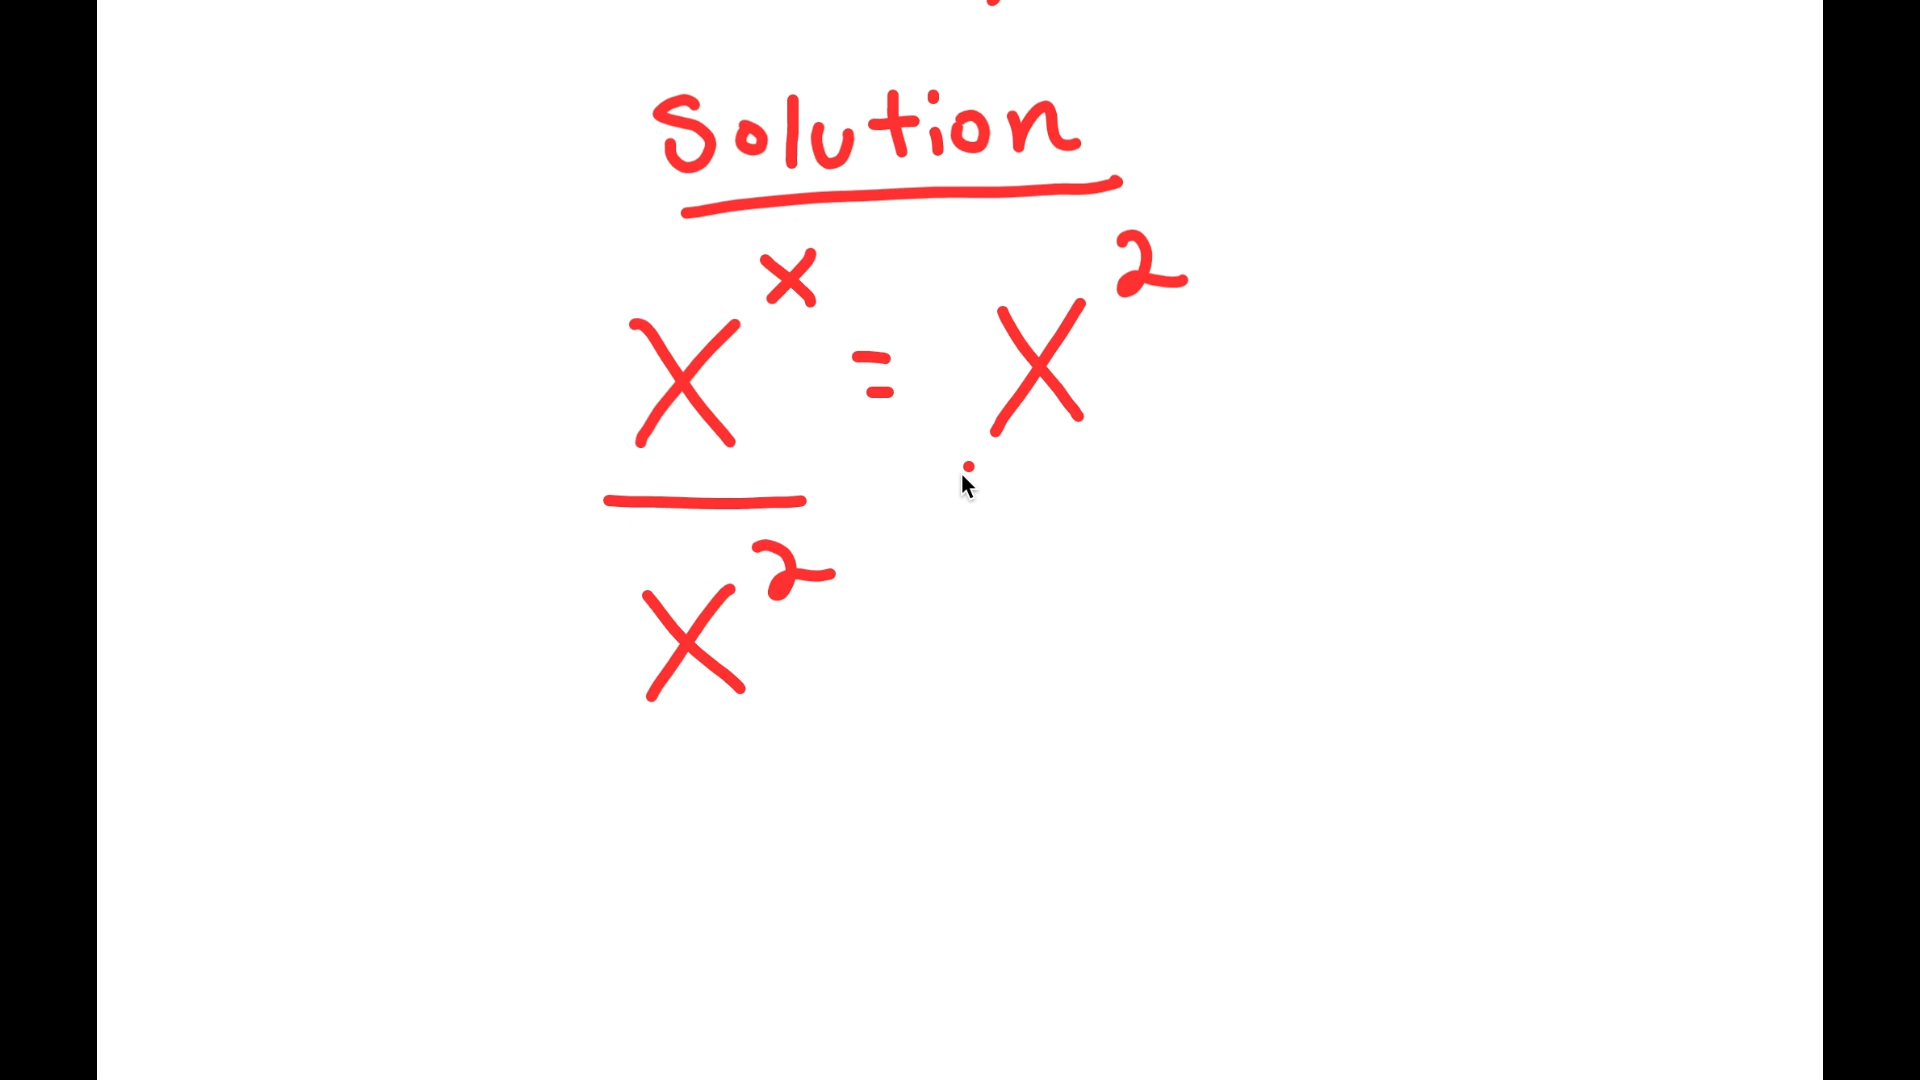 Solution
x^x = x^2
x^2